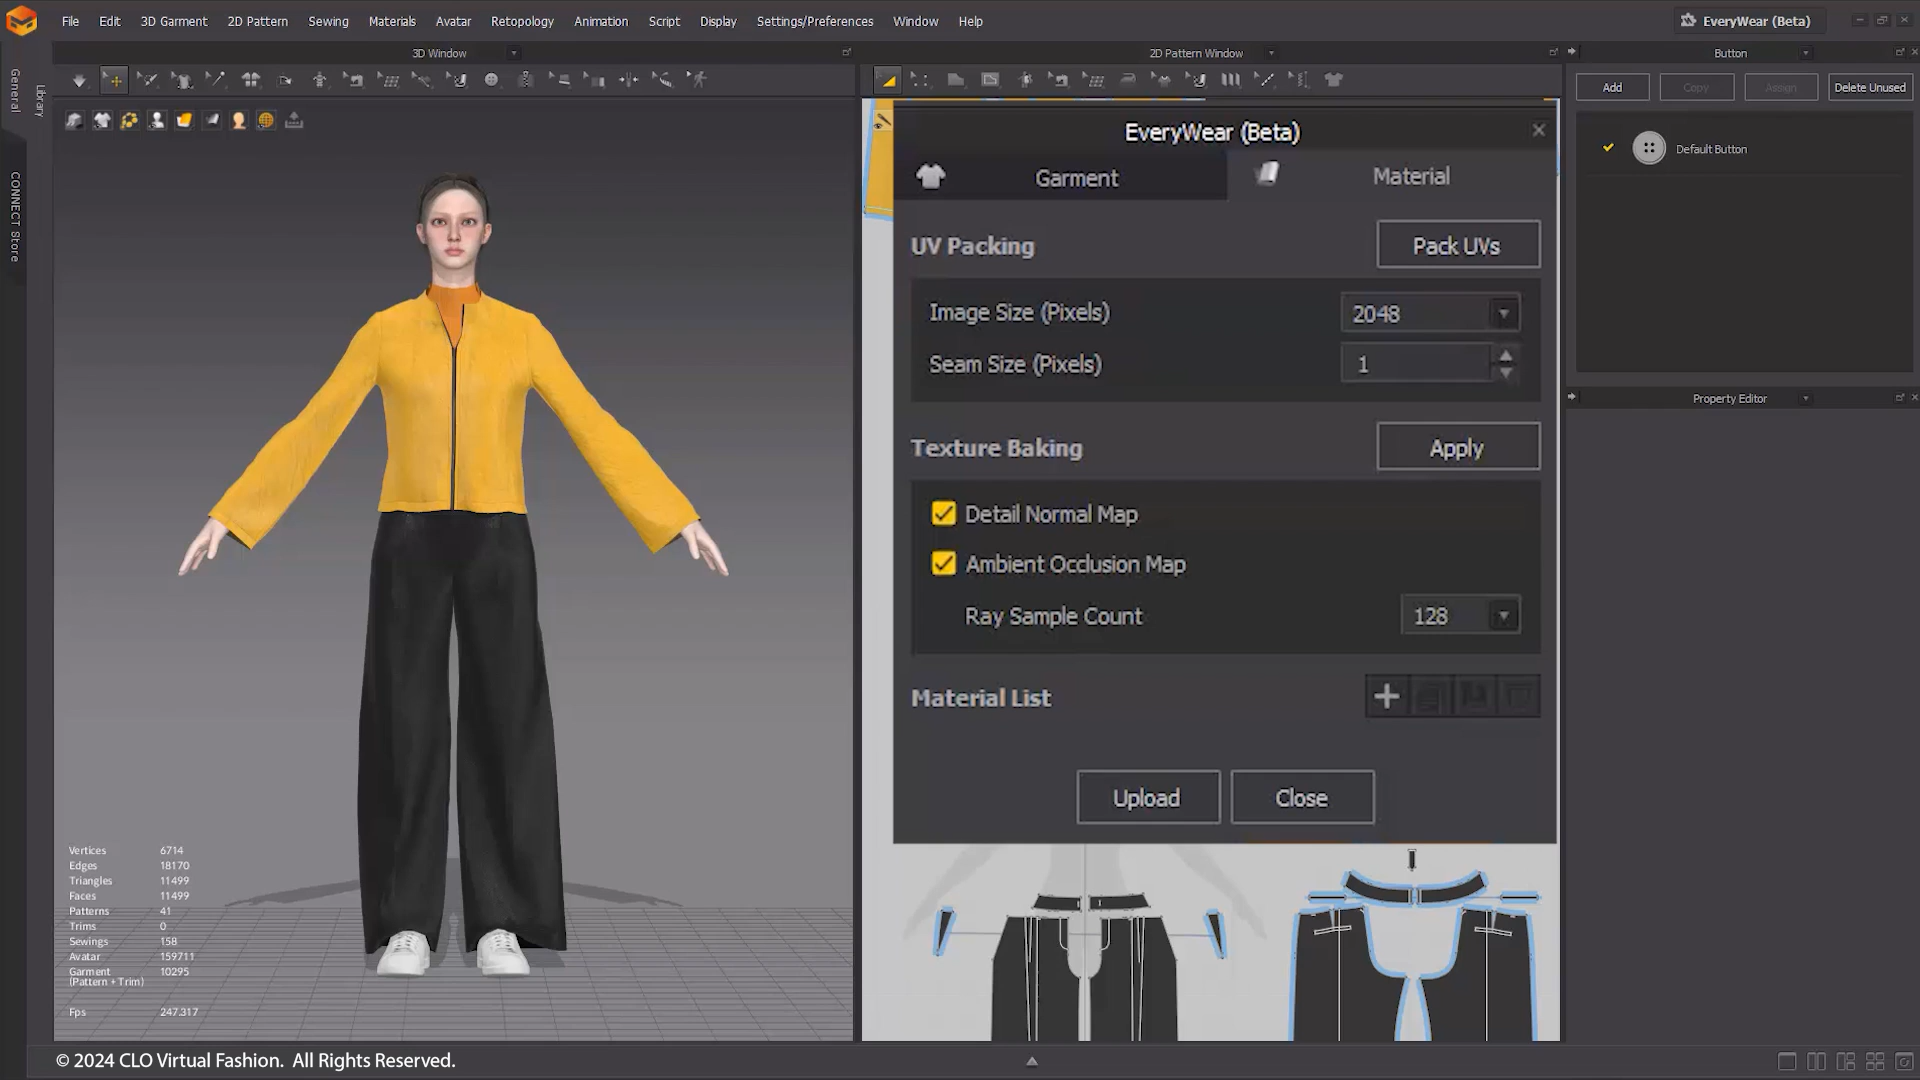 File Edit 3D Garment 2D Pattern Sewing Materials Avatar Retopology Animation Script Display Settings/Preferences Window Help EveryWear (Beta)
3D Window
2D Pattern Window
Button
General
Library
CONNECT Store
Add Copy Assign Delete Unused
Default Button
Property Editor
EveryWear (Beta)
Garment Material
UV Packing Pack UVs
Image Size (Pixels) 2048
Seam Size (Pixels) 1
Texture Baking Apply
Detail Normal Map
Ambient Occlusion Map
Ray Sample Count 128
Material List
Upload Close
Vertices 6714
Edges 18170
Triangles 11499
Faces 11499
Patterns 41
Trims 0
Sewings 158
Avatar 159711
Garment 10295
(Pattern + Trim)
Fps 247.317
© 2024 CLO Virtual Fashion. All Rights Reserved.